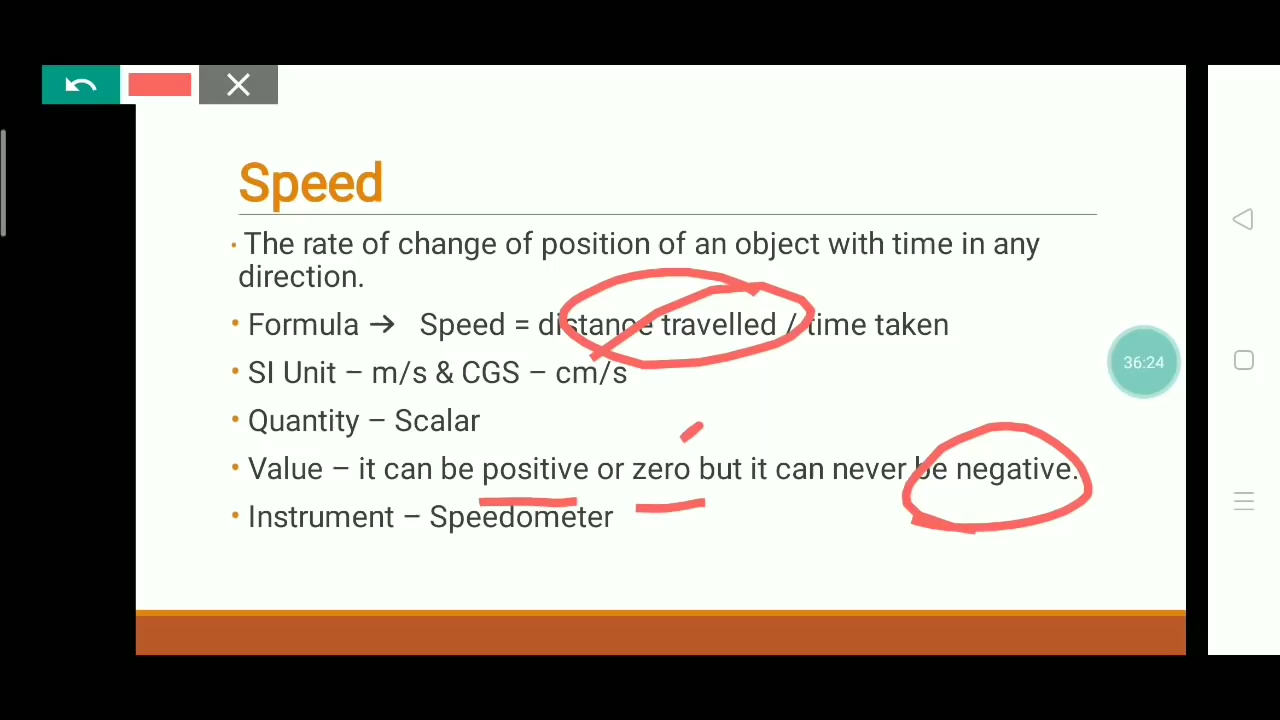 Speed
• The rate of change of position of an object with time in any
direction.
• Formula → Speed = distance travelled / time taken
• SI Unit – m/s & CGS – cm/s
• Quantity – Scalar
• Value – it can be positive or zero but it can never be negative.
• Instrument – Speedometer
36:24